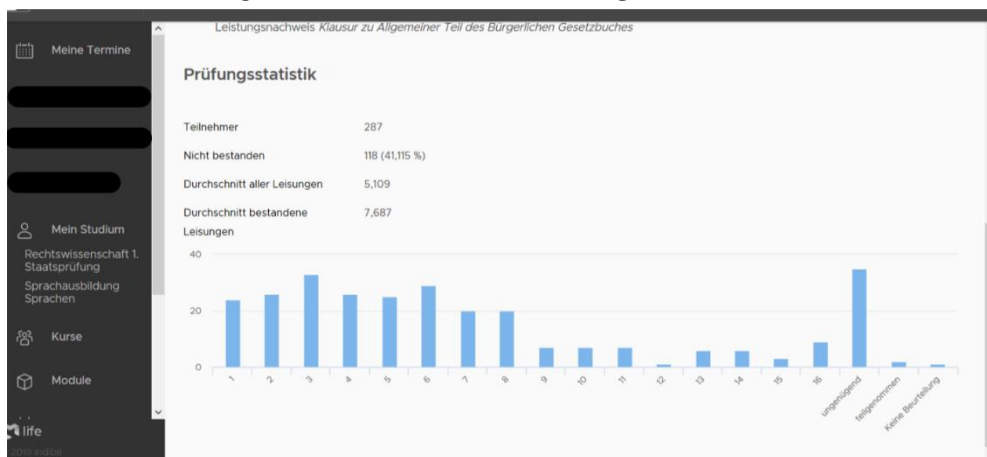 Leistungsnachweis Klausur zu Allgemeiner Teil des Bürgerlichen Gesetzbuches
Meine Termine
Prüfungsstatistik
Teilnehmer 287
Nicht bestanden 118 (41,115 %)
Durchschnitt aller Leisungen 5,109
Durchschnitt bestandene 7,687
Leisungen
Mein Studium
Rechtswissenschaft 1.
Staatsprüfung
Sprachausbildung
Sprachen
Kurse
Module
life
40
20
0
1 2 3 4 5 6 7 8 9 10 11 12 13 14 15 16 ungenügend teilgenommen Keine Beurteilung